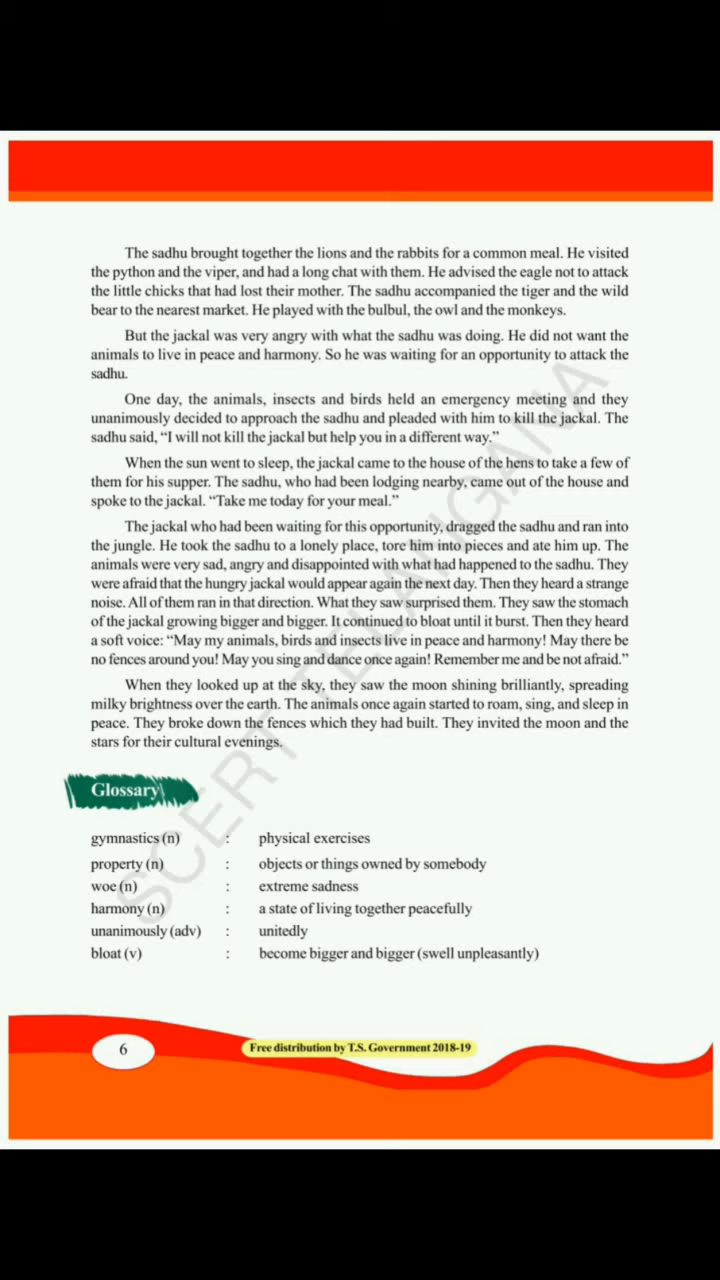 The sadhu brought together the lions and the rabbits for a common meal. He visited
the python and the viper, and had a long chat with them. He advised the eagle not to attack
the little chicks that had lost their mother. The sadhu accompanied the tiger and the wild
bear to the nearest market. He played with the bulbul, the owl and the monkeys.
But the jackal was very angry with what the sadhu was doing. He did not want the
animals to live in peace and harmony. So he was waiting for an opportunity to attack the
sadhu.
One day, the animals, insects and birds held an emergency meeting and they
unanimously decided to approach the sadhu and pleaded with him to kill the jackal. The
sadhu said, “I will not kill the jackal but help you in a different way.”
When the sun went to sleep, the jackal came to the house of the hens to take a few of
them for his supper. The sadhu, who had been lodging nearby, came out of the house and
spoke to the jackal. “Take me today for your meal.”
The jackal who had been waiting for this opportunity, dragged the sadhu and ran into
the jungle. He took the sadhu to a lonely place, tore him into pieces and ate him up. The
animals were very sad, angry and disappointed with what had happened to the sadhu. They
were afraid that the hungry jackal would appear again the next day. Then they heard a strange
noise. All of them ran in that direction. What they saw surprised them. They saw the stomach
of the jackal growing bigger and bigger. It continued to bloat until it burst. Then they heard
a soft voice: “May my animals, birds and insects live in peace and harmony! May there be
no fences around you! May you sing and dance once again! Remember me and be not afraid.”
When they looked up at the sky, they saw the moon shining brilliantly, spreading
milky brightness over the earth. The animals once again started to roam, sing, and sleep in
peace. They broke down the fences which they had built. They invited the moon and the
stars for their cultural evenings.
Glossary
gymnastics (n) : physical exercises
property (n) : objects or things owned by somebody
woe (n) : extreme sadness
harmony (n) : a state of living together peacefully
unanimously (adv) : unitedly
bloat (v) : become bigger and bigger (swell unpleasantly)
SCERT TELANGANA
6
Free distribution by T.S. Government 2018-19